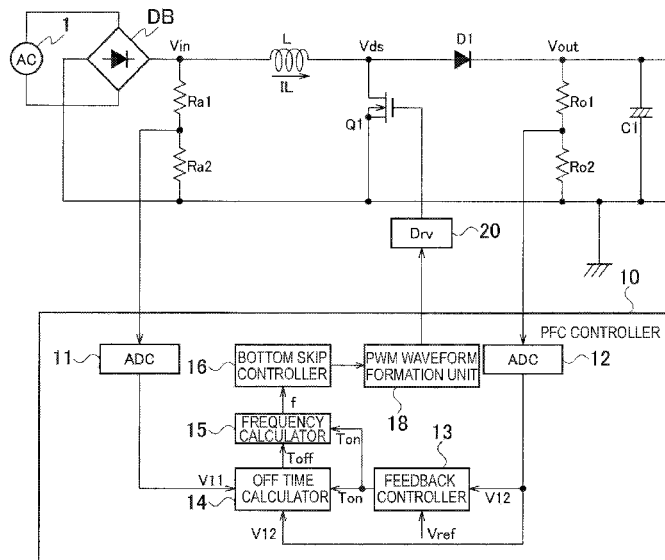 1
DB
AC
Vin
L
IL
Vds
D1
Vout
Ra1
Ra2
Q1
Ro1
Ro2
C1
Drv
20
10
PFC CONTROLLER
11
ADC
16
BOTTOM SKIP
CONTROLLER
PWM WAVEFORM
FORMATION UNIT
18
ADC
12
f
15
FREQUENCY
CALCULATOR
Ton
13
Toff
V11
14
OFF TIME
CALCULATOR
Ton
FEEDBACK
CONTROLLER
V12
V12
Vref